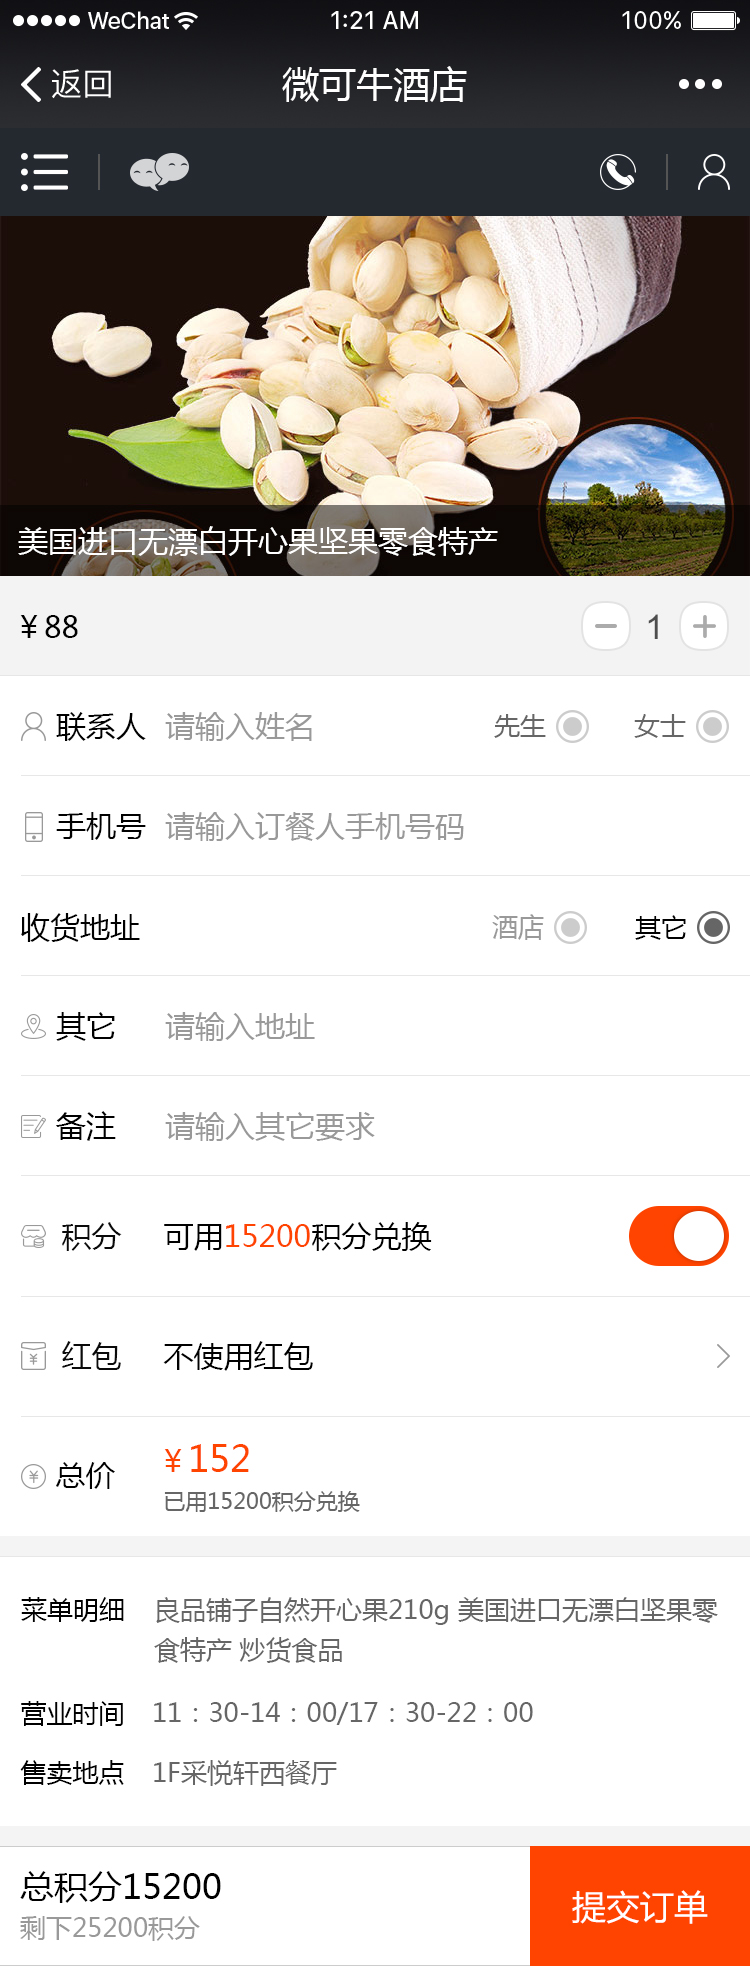 WeChat 1:21 AM 100%
返回 微可牛酒店
美国进口无漂白开心果坚果零食特产
¥88 1
联系人 请输入姓名 先生 女士
手机号 请输入订餐人手机号码
收货地址 酒店 其它
其它 请输入地址
备注 请输入其它要求
积分 可用15200积分兑换
红包 不使用红包
总价 ¥152
已用15200积分兑换
菜单明细 良品铺子自然开心果210g 美国进口无漂白坚果零
食特产 炒货食品
营业时间 11：30-14：00/17：30-22：00
售卖地点 1F采悦轩西餐厅
总积分15200
剩下25200积分
提交订单